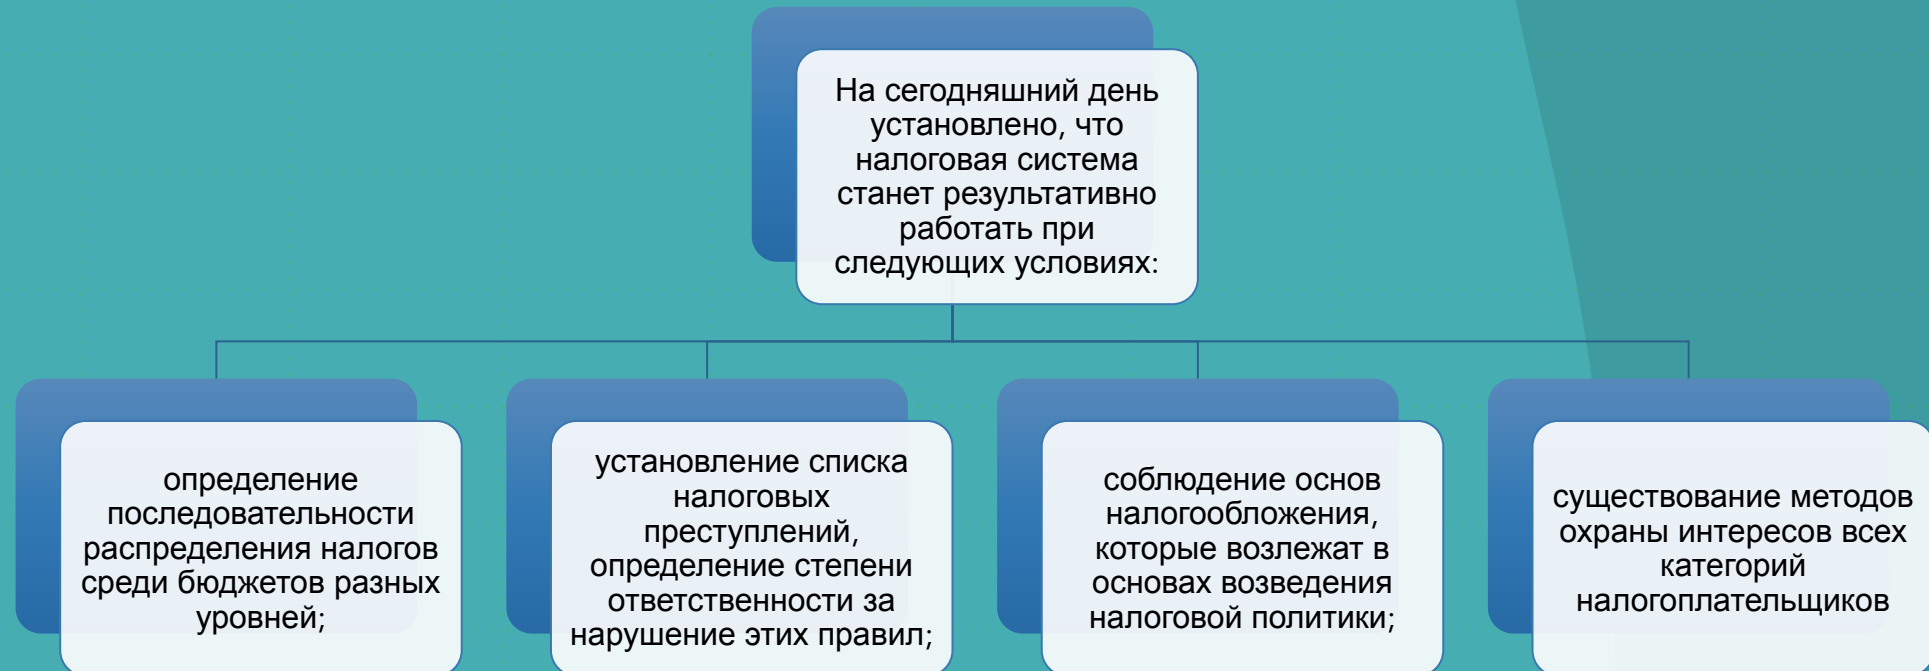 На сегодняшний день
установлено, что
налоговая система
станет результативно
работать при
следующих условиях:
определение
последовательности
распределения налогов
среди бюджетов разных
уровней;
установление списка
налоговых
преступлений,
определение степени
ответственности за
нарушение этих правил;
соблюдение основ
налогообложения,
которые возлежат в
основах возведения
налоговой политики;
существование методов
охраны интересов всех
категорий
налогоплательщиков